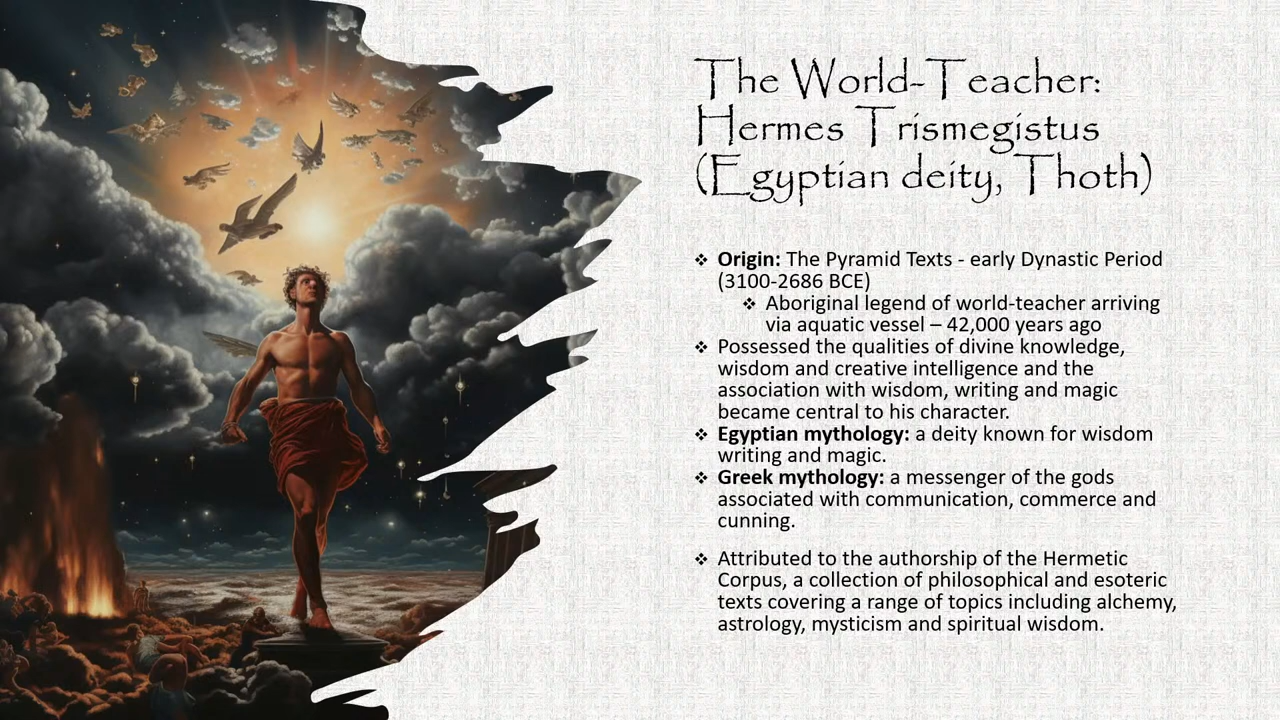 The World-Teacher:
Hermes Trismegistus
(Egyptian deity, Thoth)
❖ Origin: The Pyramid Texts - early Dynastic Period
(3100-2686 BCE)
❖ Aboriginal legend of world-teacher arriving
via aquatic vessel – 42,000 years ago
❖ Possessed the qualities of divine knowledge,
wisdom and creative intelligence and the
association with wisdom, writing and magic
became central to his character.
❖ Egyptian mythology: a deity known for wisdom
writing and magic.
❖ Greek mythology: a messenger of the gods
associated with communication, commerce and
cunning.
❖ Attributed to the authorship of the Hermetic
Corpus, a collection of philosophical and esoteric
texts covering a range of topics including alchemy,
astrology, mysticism and spiritual wisdom.